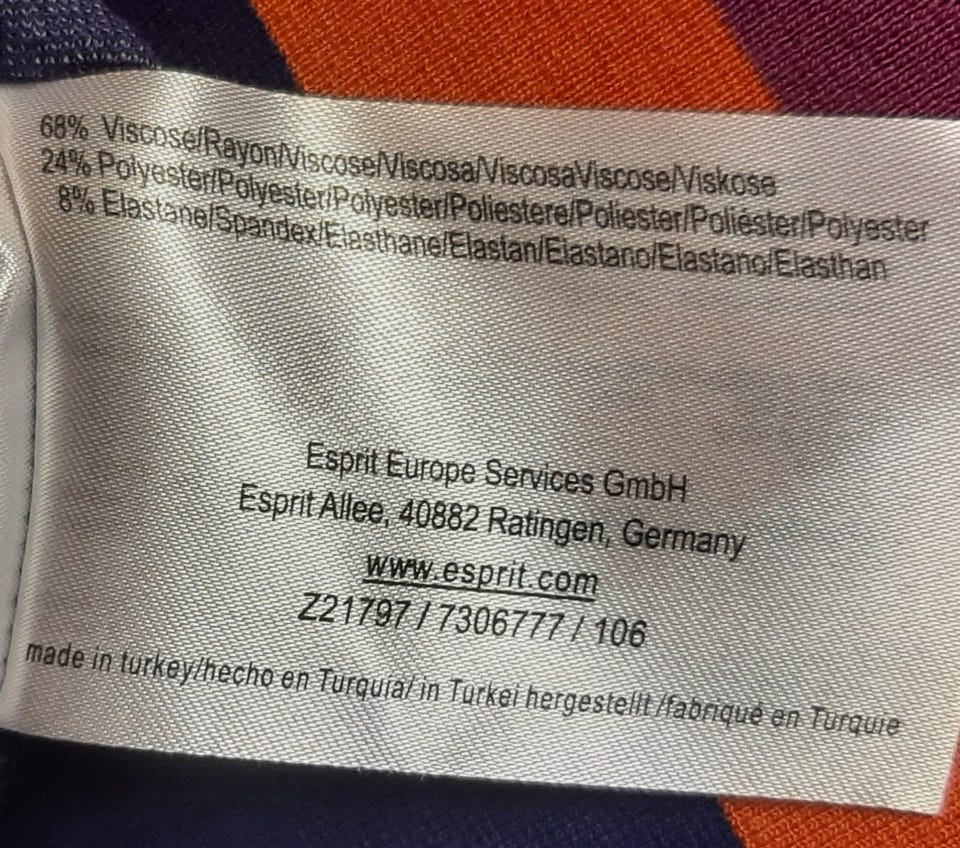 68% Viscose/Rayon/Viscose/Viscosa/ViscosaViscose/Viskose
24% Polyester/Polyester/Polyester/Poliestere/Poliester/Poliéster/Polyester
8% Elastane/Spandex/Elasthane/Elastan/Elastano/Elastano/Elasthan
Esprit Europe Services GmbH
Esprit Allee, 40882 Ratingen, Germany
www.esprit.com
Z21797 / 7306777 / 106
made in turkey/hecho en Turquia/ in Turkei hergestellt /fabriqué en Turquie